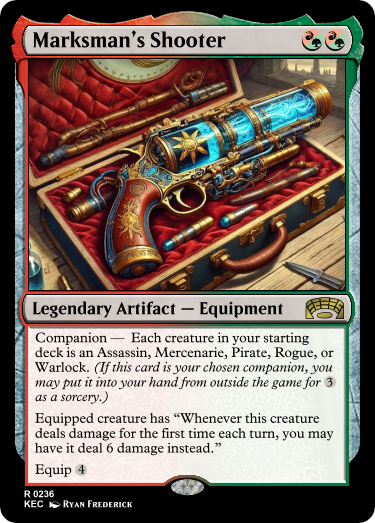 Marksman's Shooter
Legendary Artifact — Equipment
Companion — Each creature in your starting
deck is an Assassin, Mercenarie, Pirate, Rogue, or
Warlock. (If this card is your chosen companion, you
may put it into your hand from outside the game for 3
as a sorcery.)
Equipped creature has “Whenever this creature
deals damage for the first time each turn, you may
have it deal 6 damage instead.”
Equip 4
R 0236
KEC Ryan Frederick